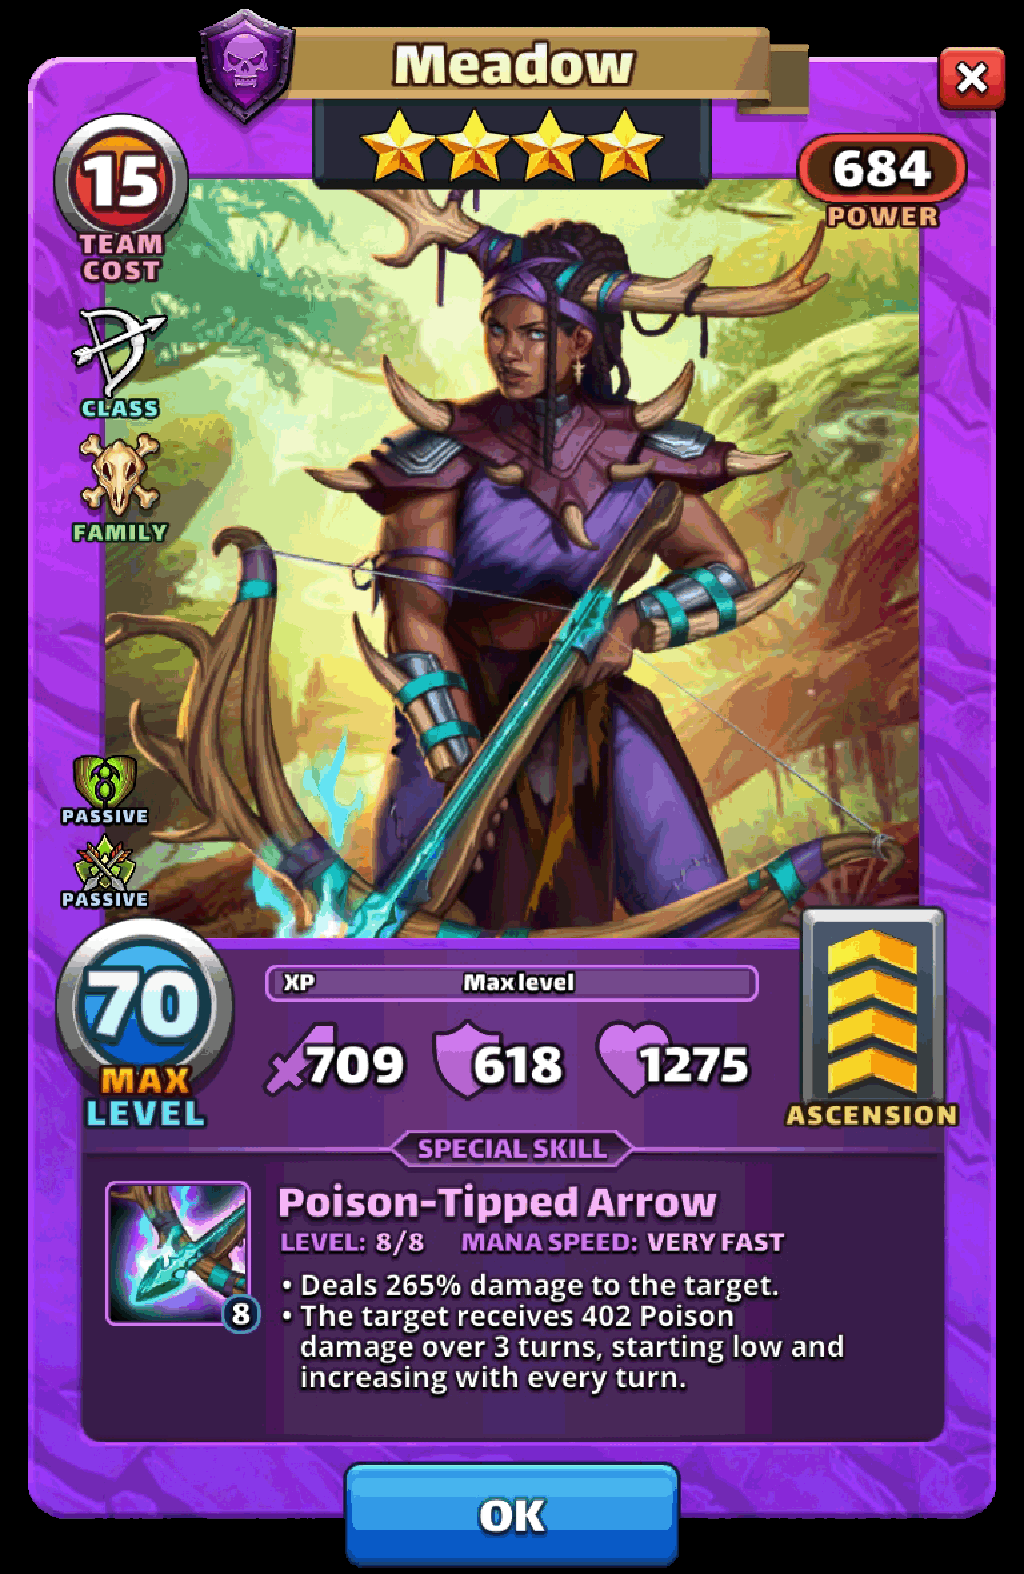 Meadow
15
TEAM
COST
684
POWER
CLASS
FAMILY
PASSIVE
PASSIVE
70
MAX
LEVEL
XP Max level
709 618 1275
ASCENSION
SPECIAL SKILL
Poison-Tipped Arrow
LEVEL: 8/8 MANA SPEED: VERY FAST
8
• Deals 265% damage to the target.
• The target receives 402 Poison
damage over 3 turns, starting low and
increasing with every turn.
OK